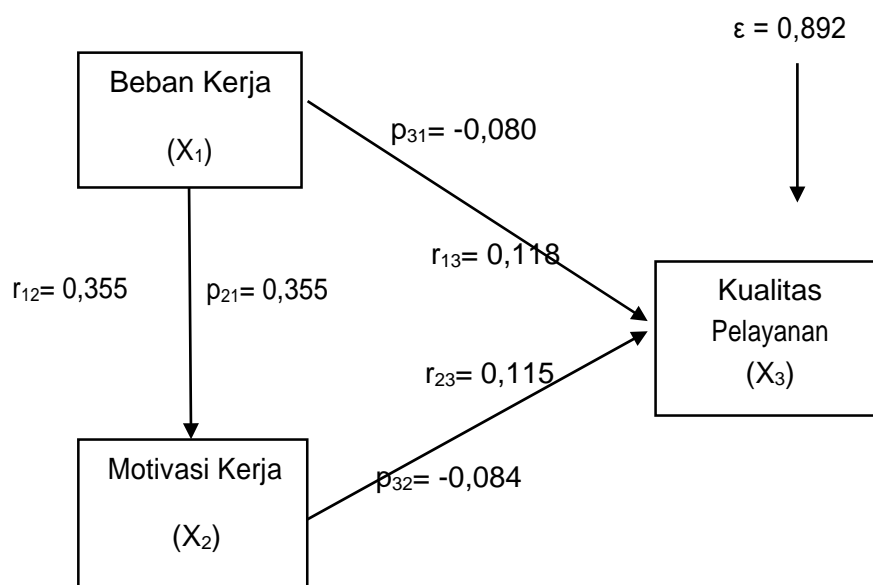 ε = 0,892
Beban Kerja
(X₁)
p₃₁= -0,080
r₁₃= 0,118
r₁₂= 0,355
p₂₁= 0,355
Kualitas
Pelayanan
(X₃)
r₂₃= 0,115
Motivasi Kerja
p₃₂= -0,084
(X₂)